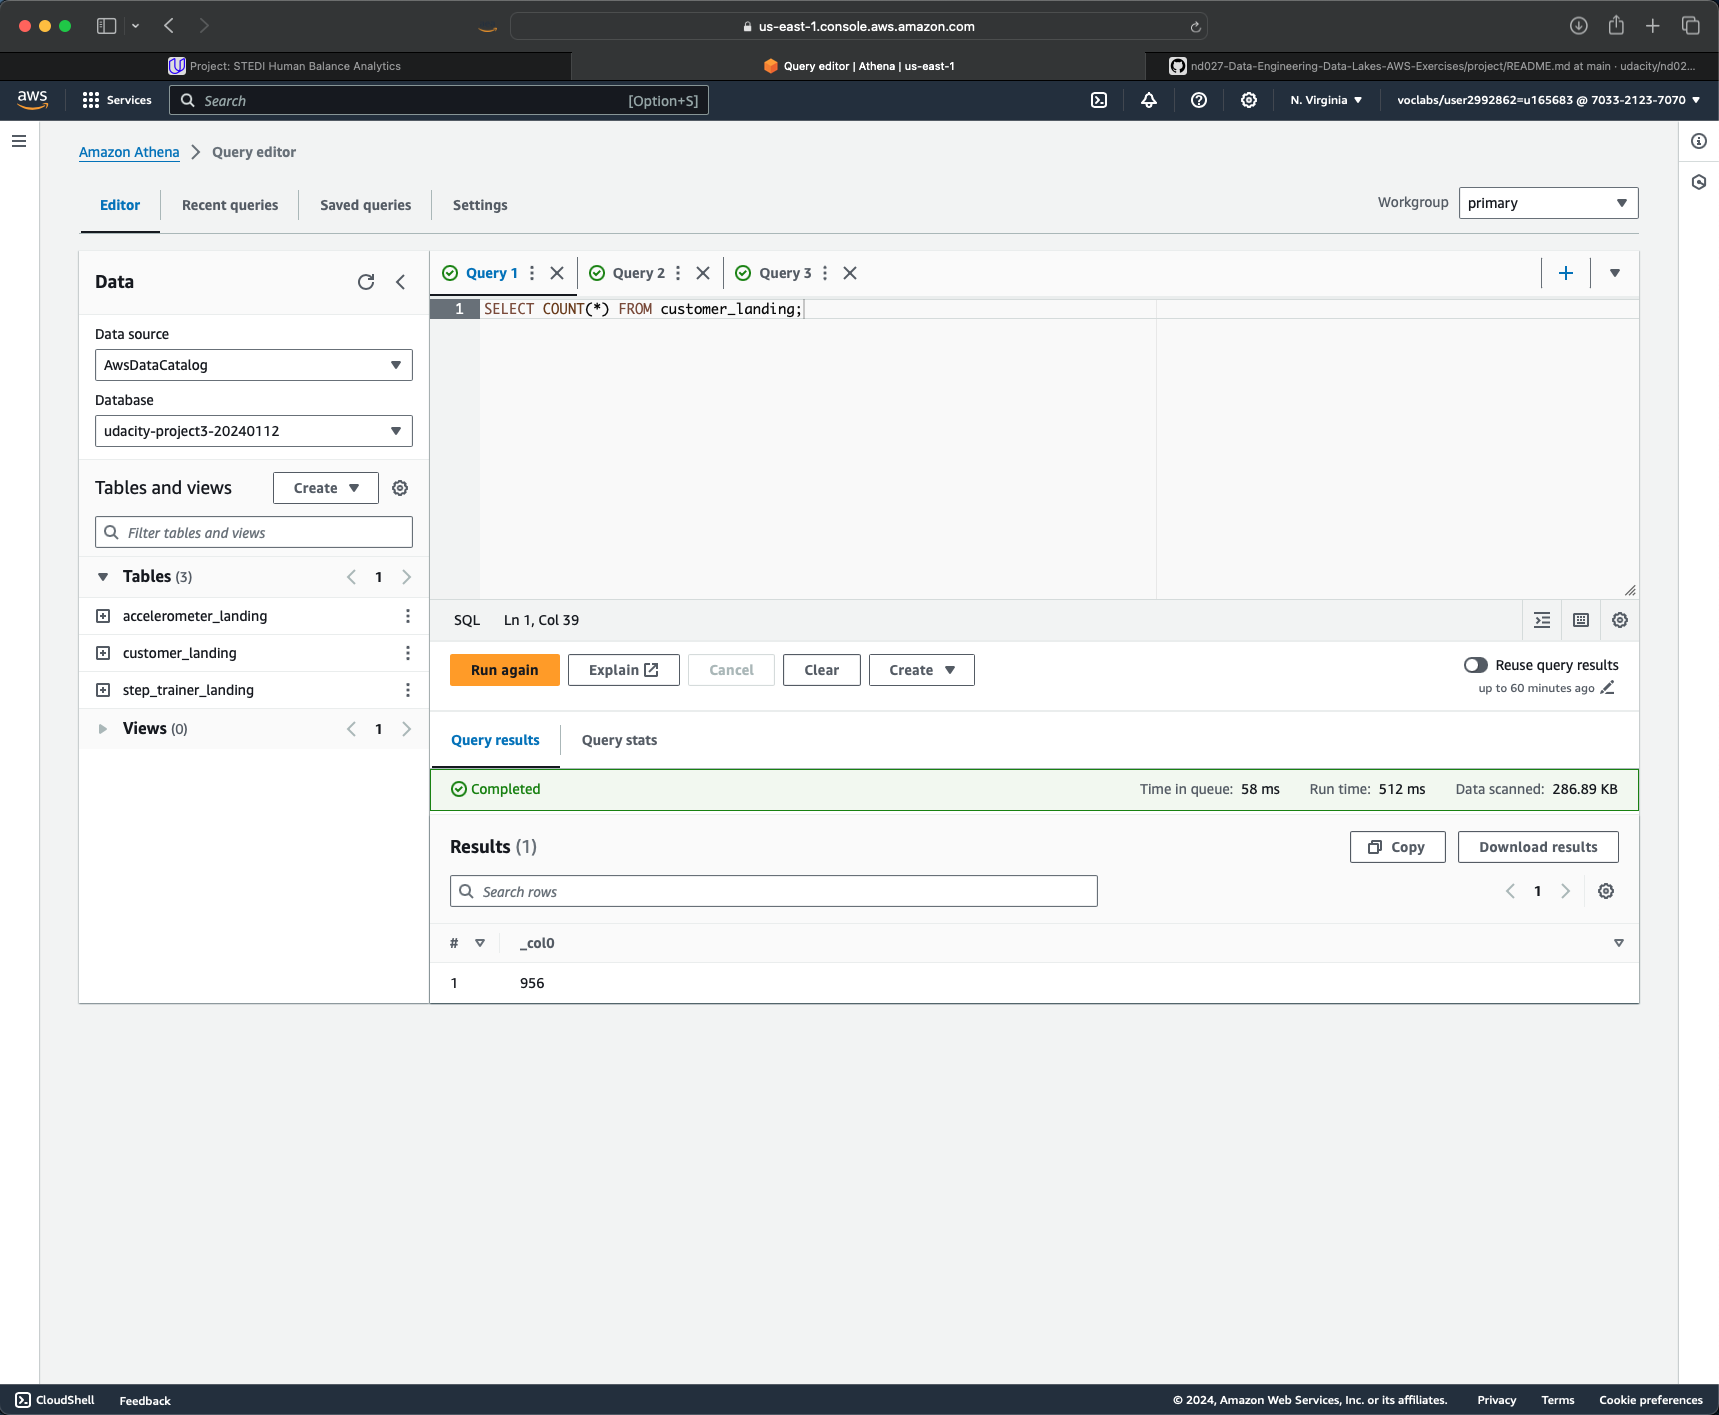 us-east-1.console.aws.amazon.com
Project: STEDI Human Balance Analytics
Query editor | Athena | us-east-1
nd027-Data-Engineering-Data-Lakes-AWS-Exercises/project/README.md at main · udacity/nd02...
aws
Services
Search
[Option+S]
N. Virginia
voclabs/user2992862=u165683 @ 7033-2123-7070
Amazon Athena
Query editor
Editor
Recent queries
Saved queries
Settings
Workgroup
primary
Data
Data source
AwsDataCatalog
Database
udacity-project3-20240112
Tables and views
Create
Filter tables and views
Tables (3)
1
accelerometer_landing
customer_landing
step_trainer_landing
Views (0)
1
Query 1
Query 2
Query 3
1
SELECT COUNT(*) FROM customer_landing;
SQL
Ln 1, Col 39
Run again
Explain
Cancel
Clear
Create
Reuse query results
up to 60 minutes ago
Query results
Query stats
Completed
Time in queue: 58 ms
Run time: 512 ms
Data scanned: 286.89 KB
Results (1)
Copy
Download results
Search rows
1
#
_col0
1
956
CloudShell
Feedback
© 2024, Amazon Web Services, Inc. or its affiliates.
Privacy
Terms
Cookie preferences